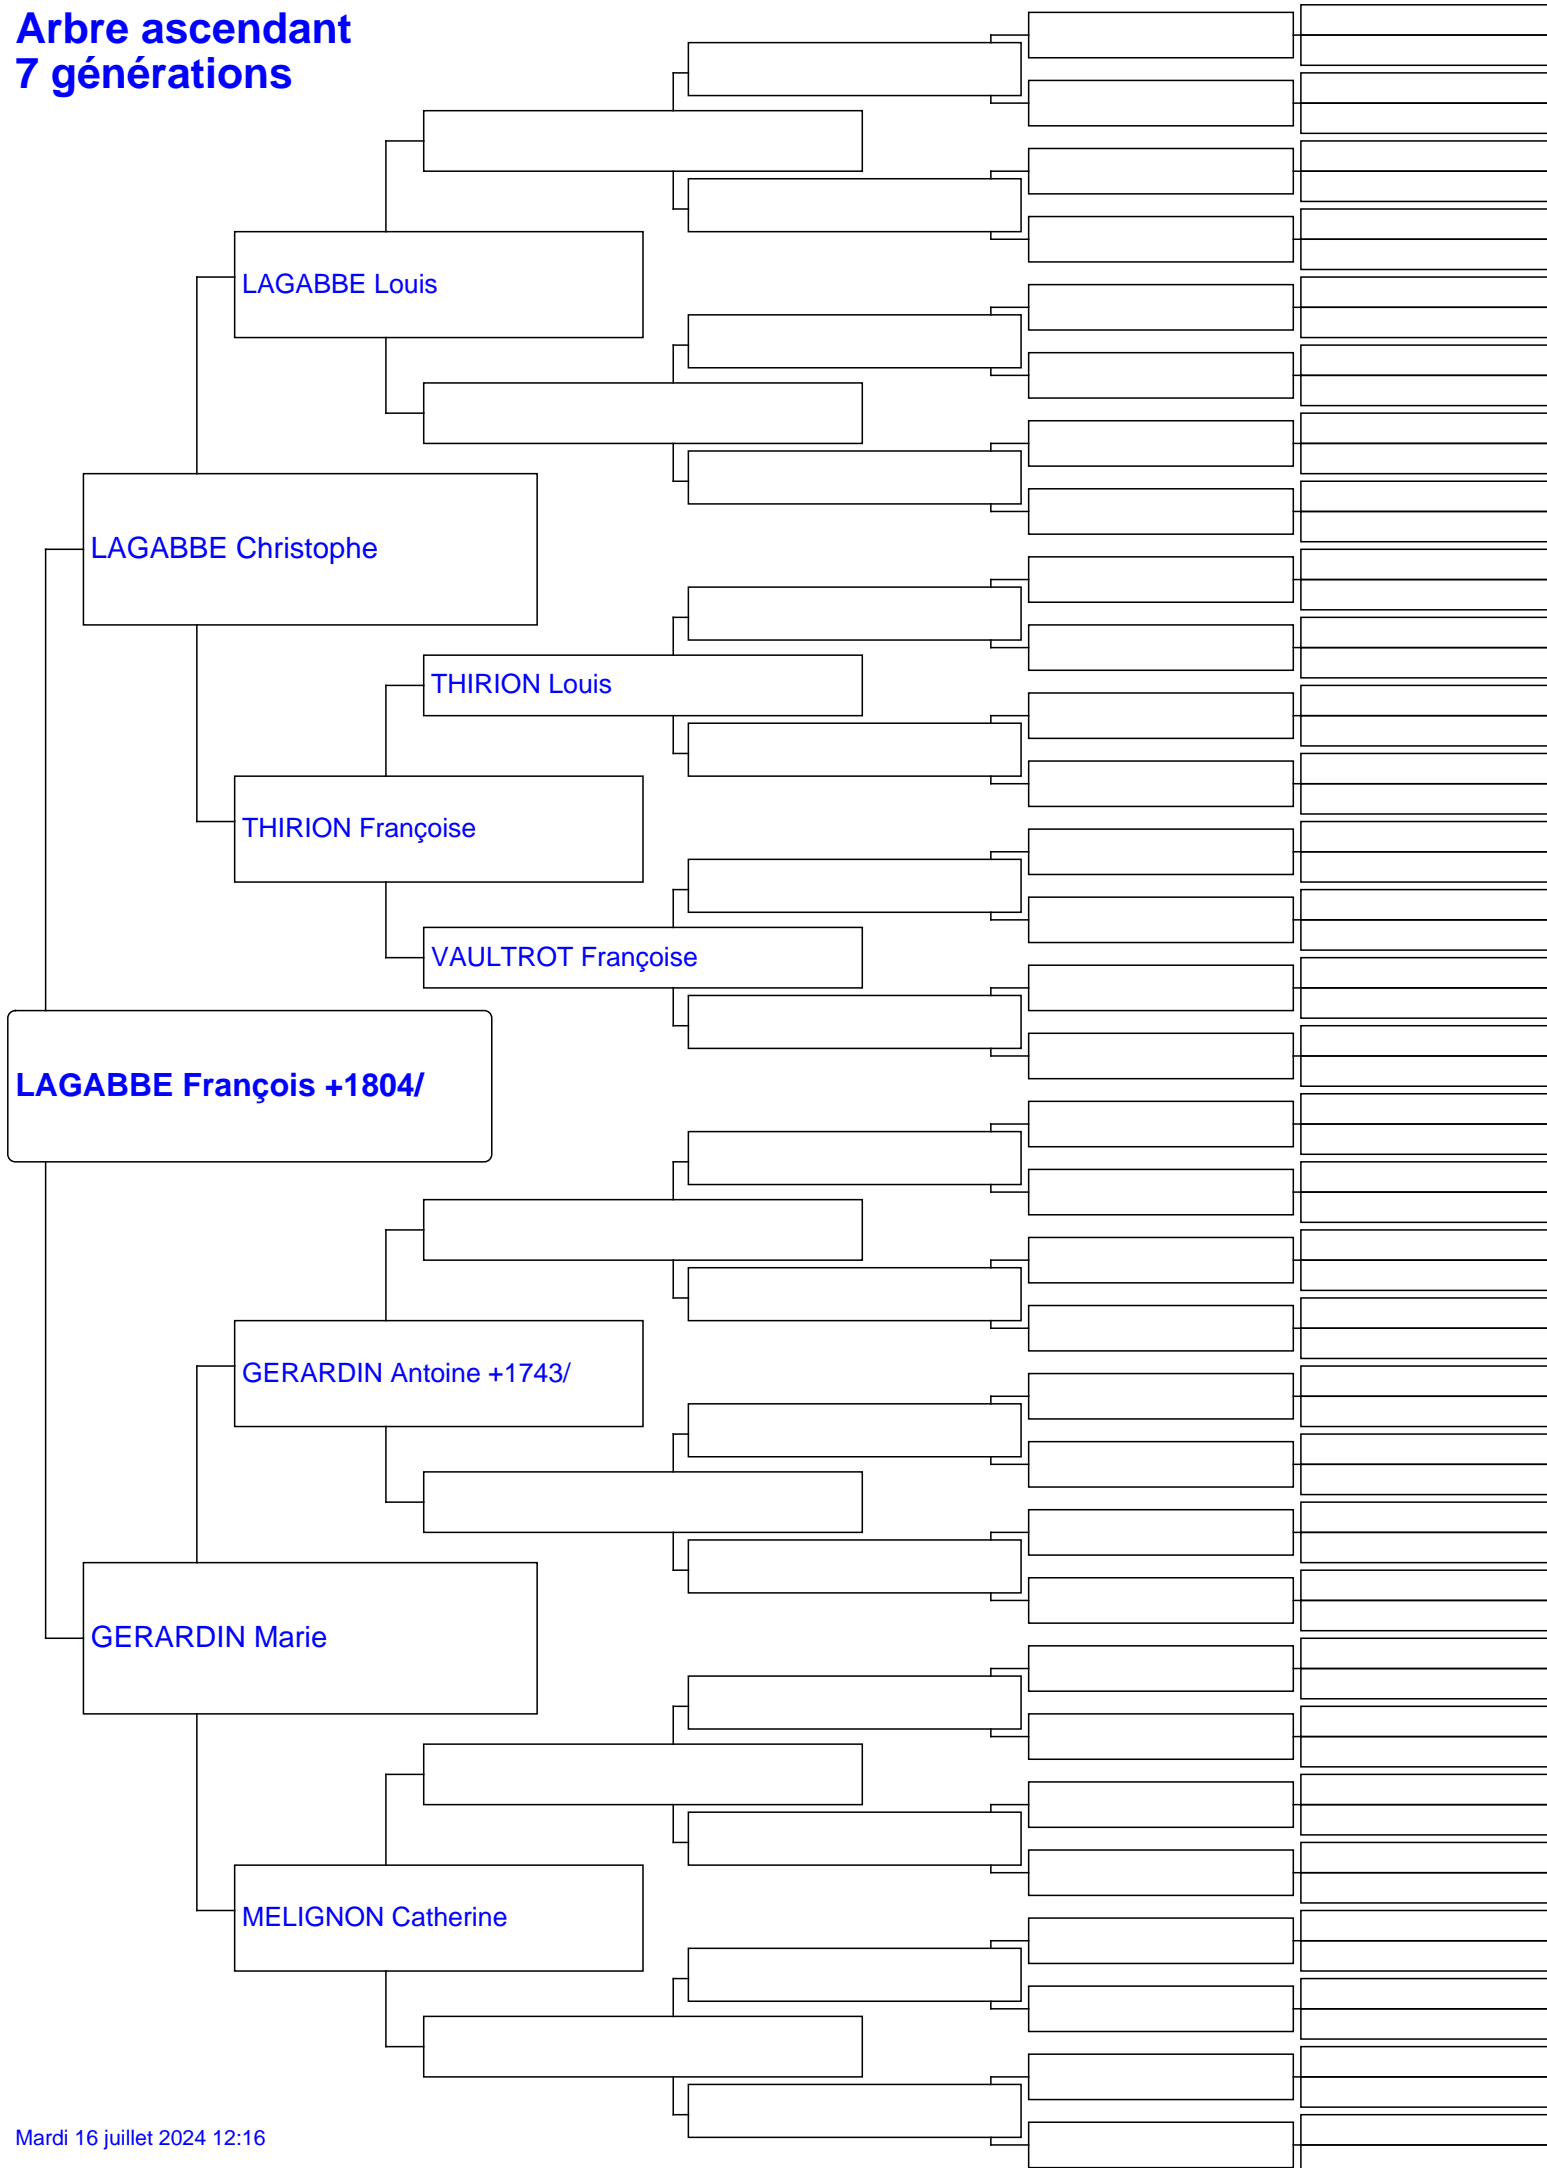 Arbre ascendant
7 générations
LAGABBE Louis
LAGABBE Christophe
THIRION Louis
THIRION Françoise
VAULTROT Françoise
LAGABBE François +1804/
GERARDIN Antoine +1743/
GERARDIN Marie
MELIGNON Catherine
Mardi 16 juillet 2024 12:16